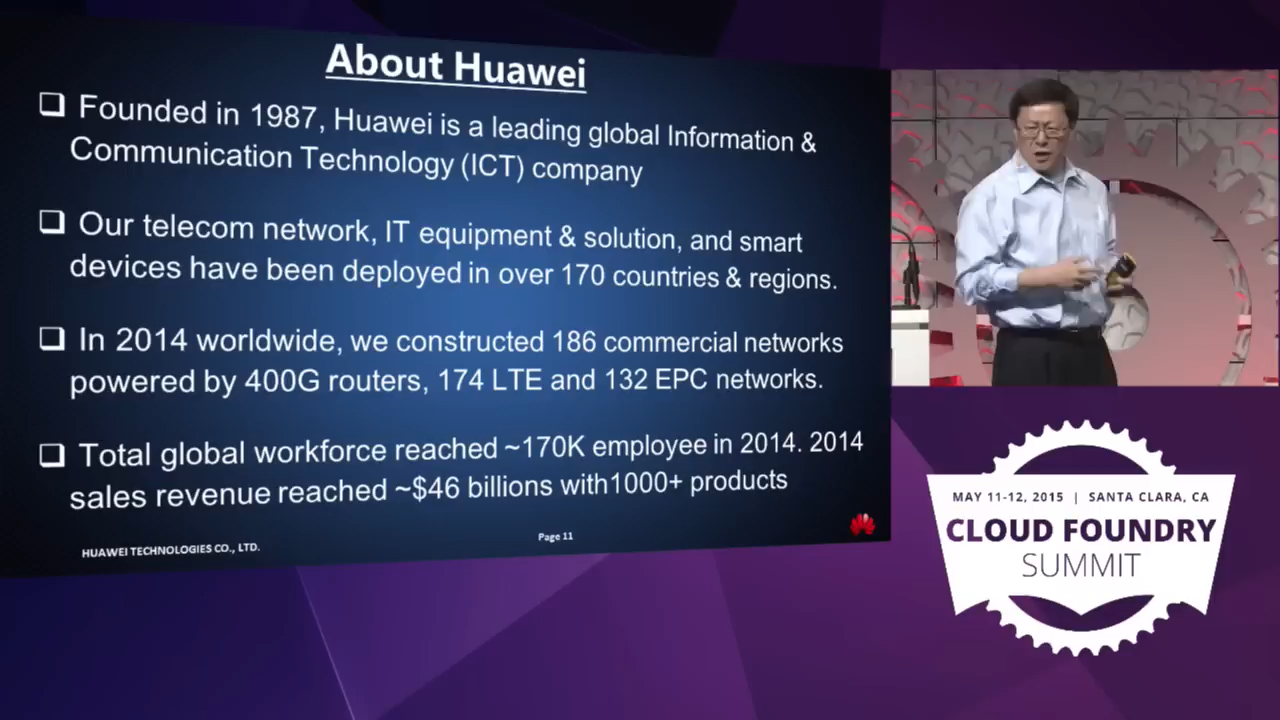 About Huawei
❑ Founded in 1987, Huawei is a leading global Information &
Communication Technology (ICT) company
❑ Our telecom network, IT equipment & solution, and smart
devices have been deployed in over 170 countries & regions.
❑ In 2014 worldwide, we constructed 186 commercial networks
powered by 400G routers, 174 LTE and 132 EPC networks.
❑ Total global workforce reached ~170K employee in 2014. 2014
sales revenue reached ~$46 billions with1000+ products
HUAWEI TECHNOLOGIES CO., LTD.
Page 11
MAY 11-12, 2015 | SANTA CLARA, CA
CLOUD FOUNDRY
SUMMIT